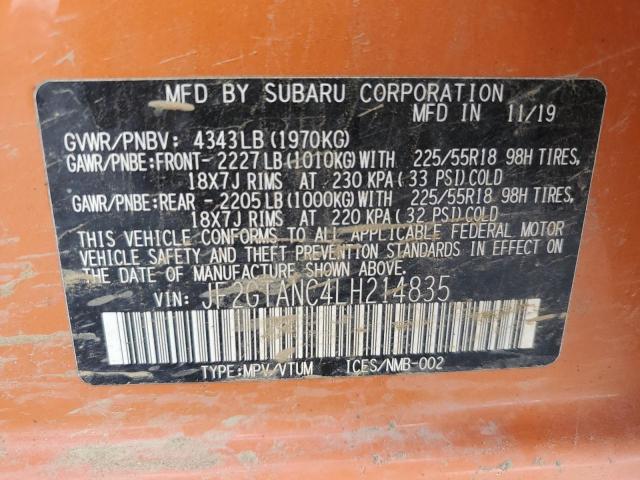 MFD BY SUBARU CORPORATION
MFD IN 11/19
GVWR/PNBV: 4343LB(1970KG)
GAWR/PNBE:FRONT-2227LB(1010KG)WITH 225/55R18 98H TIRES,
18X7J RIMS AT 230 KPA(33 PSI)COLD
GAWR/PNBE:REAR -2205LB(1000KG)WITH 225/55R18 98H TIRES,
18X7J RIMS AT 220 KPA(32 PSI)COLD
THIS VEHICLE CONFORMS TO ALL APPLICABLE FEDERAL MOTOR
VEHICLE SAFETY AND THEFT PREVENTION STANDARDS IN EFFECT ON
THE DATE OF MANUFACTURE SHOWN ABOVE.
VIN: JF2GTANC4LH214835
TYPE:MPV/VTUM ICES/NMB-002